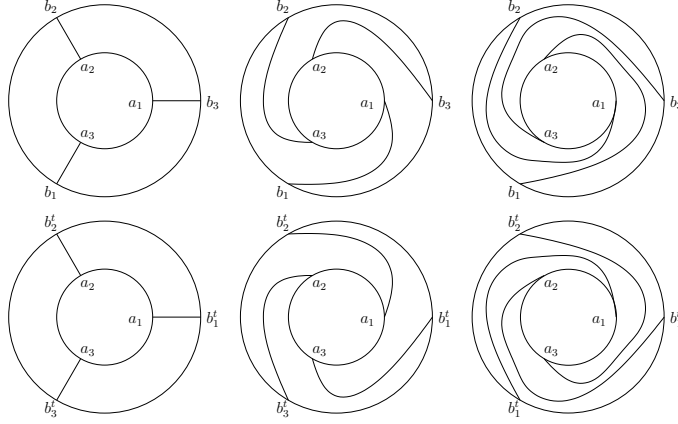 b₂ b₂ b₂
a₂ a₂ a₂
a₁ b₃ a₁ b₃ a₁
a₃ a₃ a₃
b₁ b₁ b₁
b₂ᵗ b₂ᵗ b₂ᵗ
a₂ a₂ a₂
a₁ b₁ᵗ a₁ b₁ᵗ a₁
a₃ a₃ a₃
b₃ᵗ b₃ᵗ b₁ᵗ